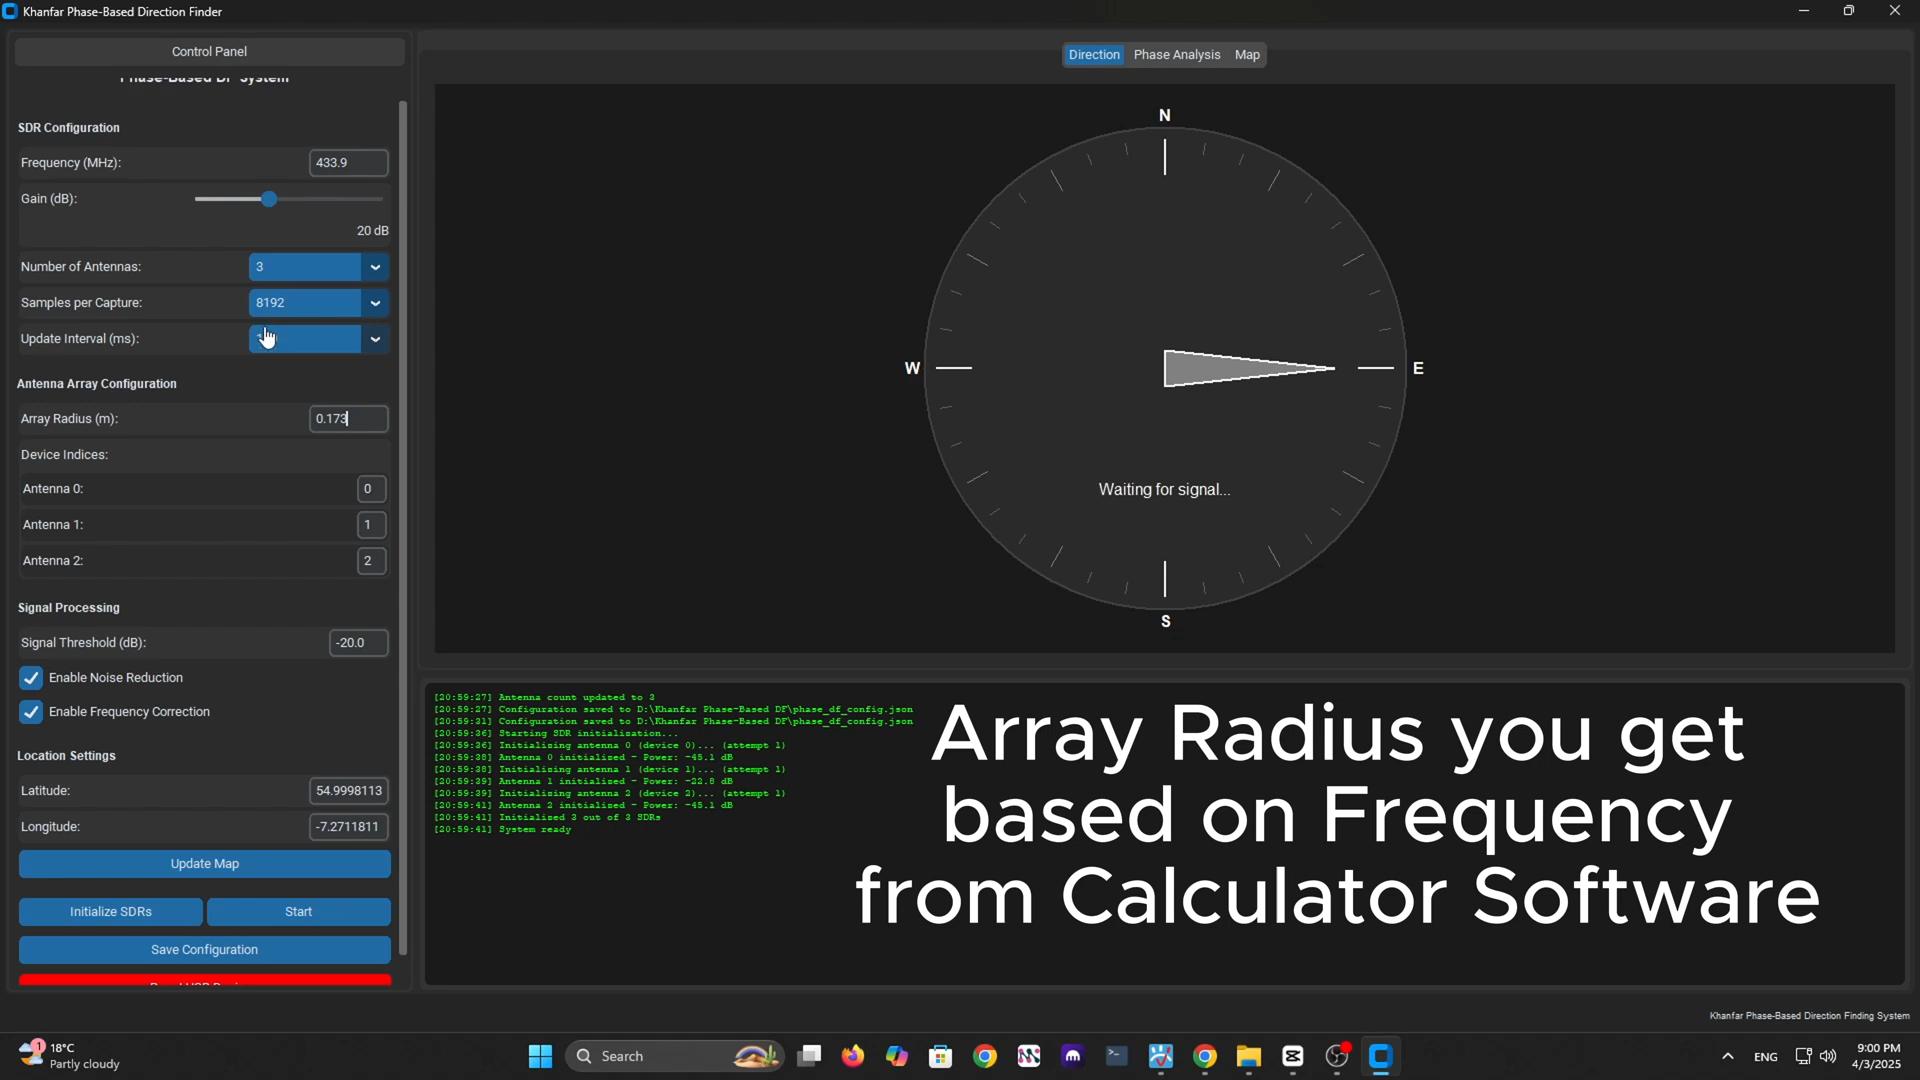 Khanfar Phase-Based Direction Finder
Control Panel
Phase-Based DF System
SDR Configuration
Frequency (MHz): 433.9
Gain (dB):
20 dB
Number of Antennas: 3
Samples per Capture: 8192
Update Interval (ms):
Antenna Array Configuration
Array Radius (m): 0.173
Device Indices:
Antenna 0: 0
Antenna 1: 1
Antenna 2: 2
Signal Processing
Signal Threshold (dB): -20.0
Enable Noise Reduction
Enable Frequency Correction
Location Settings
Latitude: 54.9998113
Longitude: -7.2711811
Update Map
Initialize SDRs Start
Save Configuration
Direction Phase Analysis Map
N
W E
Waiting for signal...
S
[20:59:27] Antenna count updated to 3
[20:59:27] Configuration saved to D:\Khanfar Phase-Based DF\phase_df_config.json
[20:59:31] Configuration saved to D:\Khanfar Phase-Based DF\phase_df_config.json
[20:59:36] Starting SDR initialization...
[20:59:36] Initializing antenna 0 (device 0)... (attempt 1)
[20:59:38] Antenna 0 initialized - Power: -45.1 dB
[20:59:38] Initializing antenna 1 (device 1)... (attempt 1)
[20:59:39] Antenna 1 initialized - Power: -22.8 dB
[20:59:39] Initializing antenna 2 (device 2)... (attempt 1)
[20:59:41] Antenna 2 initialized - Power: -45.1 dB
[20:59:41] Initialized 3 out of 3 SDRs
[20:59:41] System ready
Array Radius you get
based on Frequency
from Calculator Software
Khanfar Phase-Based Direction Finding System
1
18°C
Partly cloudy
Search
ENG
9:00 PM
4/3/2025